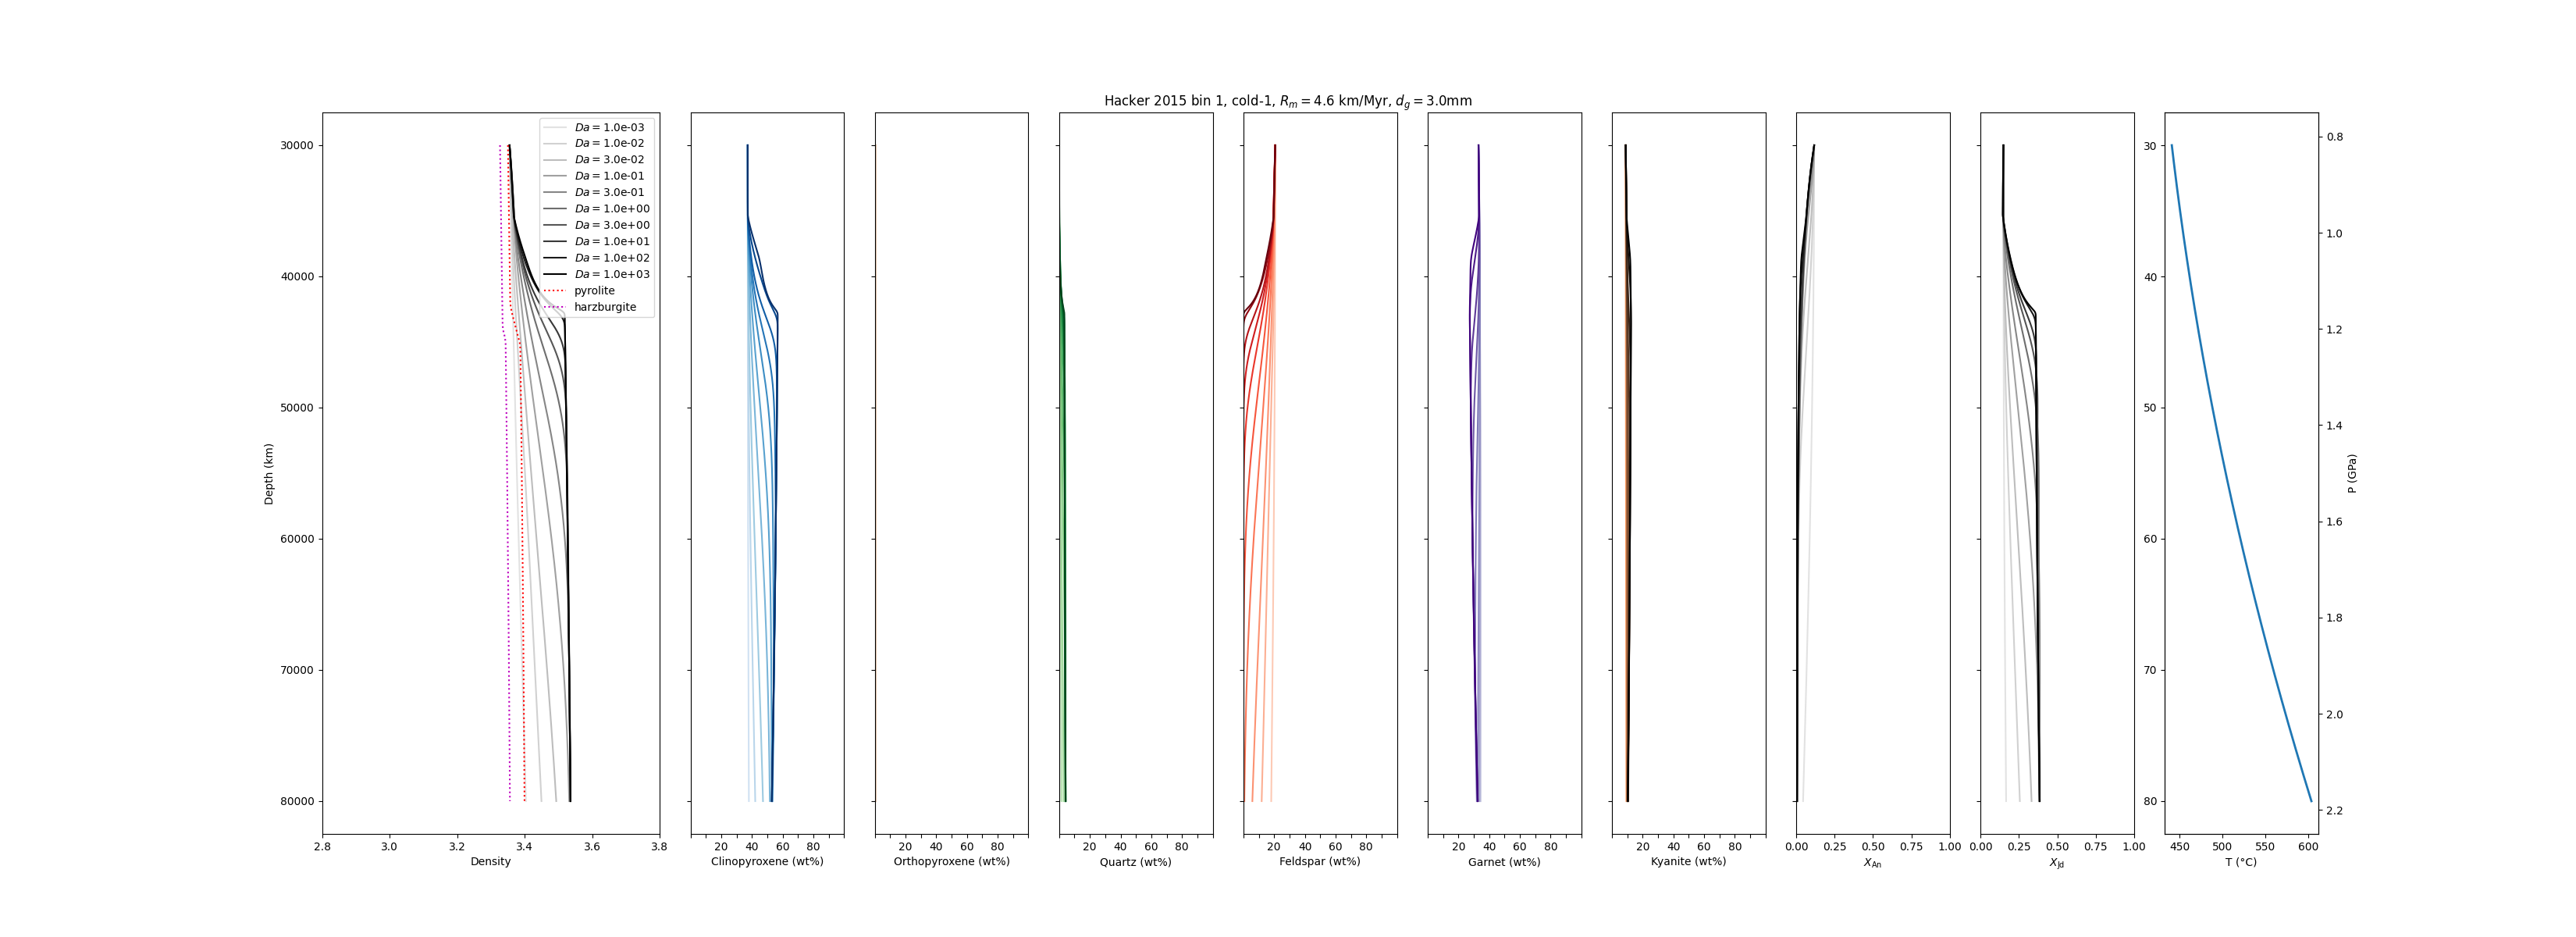 Hacker 2015 bin 1, cold-1, Rm = 4.6 km/Myr, dg = 3.0mm
Da = 1.0e-03
Da = 1.0e-02
Da = 3.0e-02
Da = 1.0e-01
Da = 3.0e-01
Da = 1.0e+00
Da = 3.0e+00
Da = 1.0e+01
Da = 1.0e+02
Da = 1.0e+03
pyrolite
harzburgite
Depth (km)
30000
40000
50000
60000
70000
80000
2.8 3.0 3.2 3.4 3.6 3.8
Density
20 40 60 80
Clinopyroxene (wt%)
20 40 60 80
Orthopyroxene (wt%)
20 40 60 80
Quartz (wt%)
20 40 60 80
Feldspar (wt%)
20 40 60 80
Garnet (wt%)
20 40 60 80
Kyanite (wt%)
0.00 0.25 0.50 0.75 1.00
XAn
0.00 0.25 0.50 0.75 1.00
XJd
30
40
50
60
70
80
450 500 550 600
T (°C)
0.8
1.0
1.2
1.4
1.6
1.8
2.0
2.2
P (GPa)